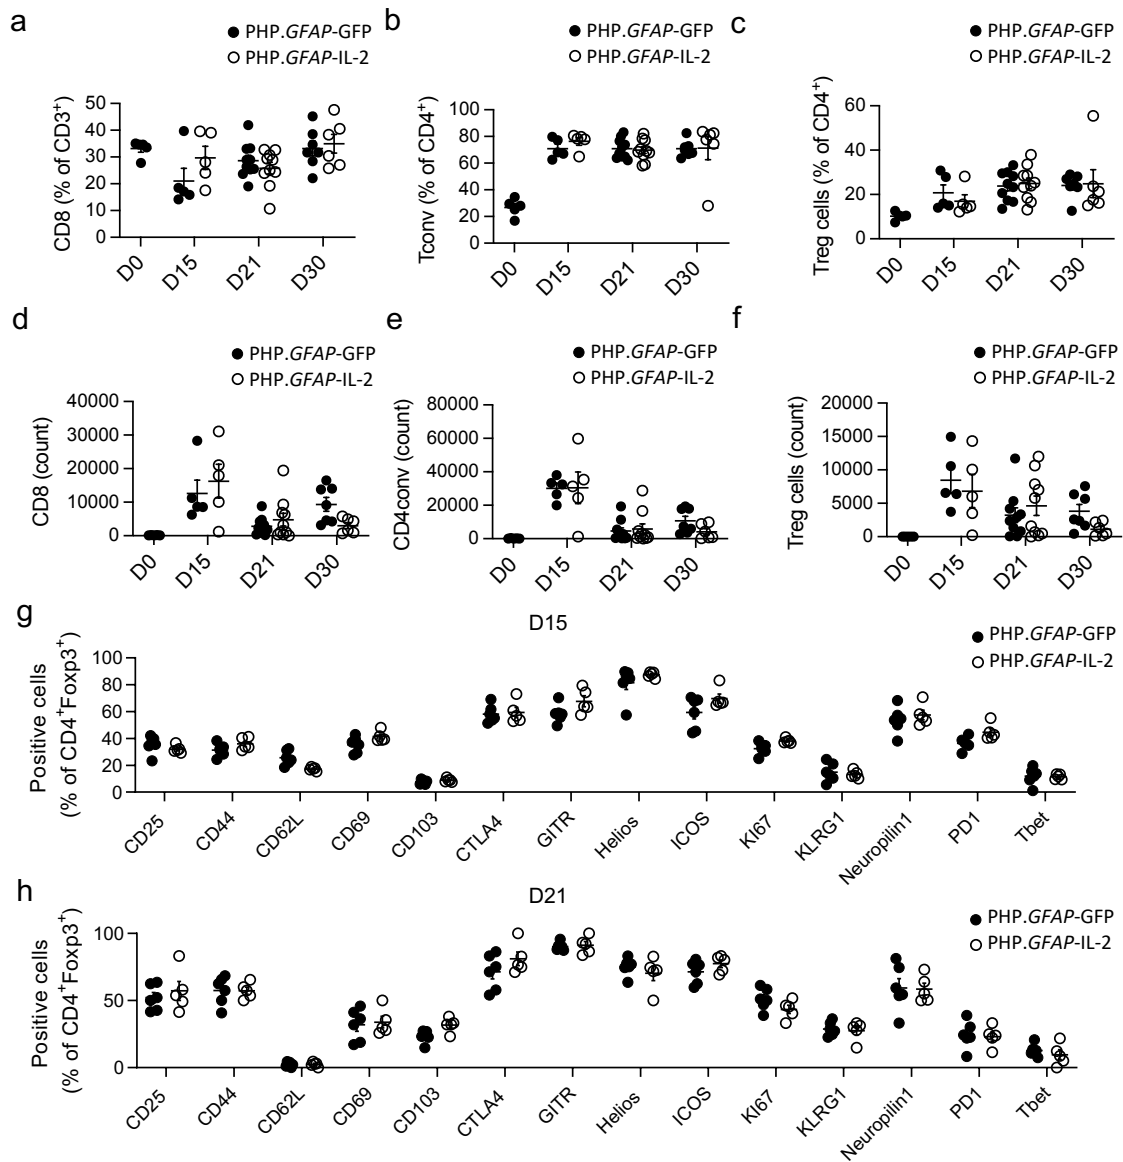 a
PHP.GFAP-GFP
PHP.GFAP-IL-2
CD8 (% of CD3+)
50
40
30
20
10
0
D0 D15 D21 D30
b
PHP.GFAP-GFP
PHP.GFAP-IL-2
Tconv (% of CD4+)
100
80
60
40
20
0
D0 D15 D21 D30
c
PHP.GFAP-GFP
PHP.GFAP-IL-2
Treg cells (% of CD4+)
60
40
20
0
D0 D15 D21 D30
d
PHP.GFAP-GFP
PHP.GFAP-IL-2
CD8 (count)
40000
30000
20000
10000
0
D0 D15 D21 D30
e
PHP.GFAP-GFP
PHP.GFAP-IL-2
CD4conv (count)
80000
60000
40000
20000
0
D0 D15 D21 D30
f
PHP.GFAP-GFP
PHP.GFAP-IL-2
Treg cells (count)
20000
15000
10000
5000
0
D0 D15 D21 D30
g
D15
PHP.GFAP-GFP
PHP.GFAP-IL-2
Positive cells
(% of CD4+Foxp3+)
100
80
60
40
20
0
CD25 CD44 CD62L CD69 CD103 CTLA4 GITR Helios ICOS KI67 KLRG1 Neuropilin1 PD1 Tbet
h
D21
PHP.GFAP-GFP
PHP.GFAP-IL-2
Positive cells
(% of CD4+Foxp3+)
100
50
0
CD25 CD44 CD62L CD69 CD103 CTLA4 GITR Helios ICOS KI67 KLRG1 Neuropilin1 PD1 Tbet